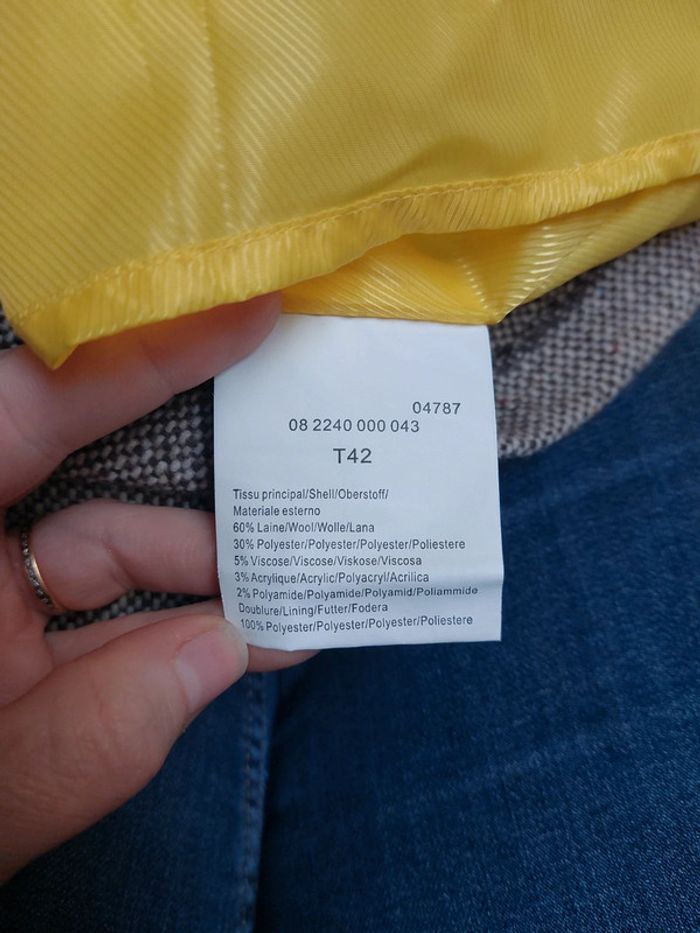 04787
08 2240 000 043
T42
Tissu principal/Shell/Oberstoff/
Materiale esterno
60% Laine/Wool/Wolle/Lana
30% Polyester/Polyester/Polyester/Poliestere
5% Viscose/Viscose/Viskose/Viscosa
3% Acrylique/Acrylic/Polyacryl/Acrilica
2% Polyamide/Polyamide/Polyamid/Poliammide
Doublure/Lining/Futter/Fodera
100% Polyester/Polyester/Polyester/Poliestere